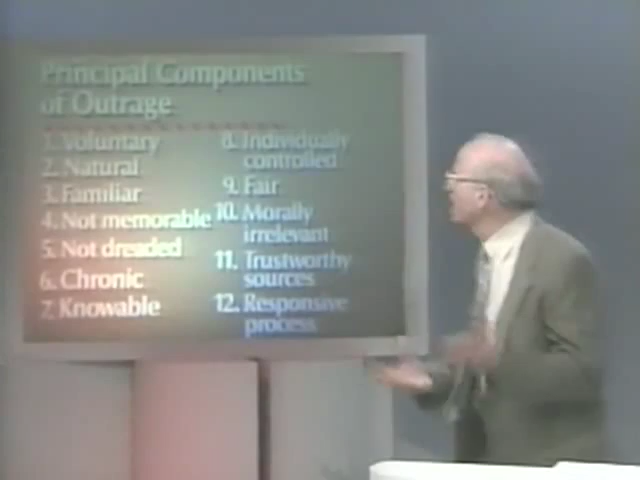 Principal Components
of Outrage
1. Voluntary
2. Natural
3. Familiar
4. Not memorable
5. Not dreaded
6. Chronic
7. Knowable
8. Individually
controlled
9. Fair
10. Morally
irrelevant
11. Trustworthy
sources
12. Responsive
process